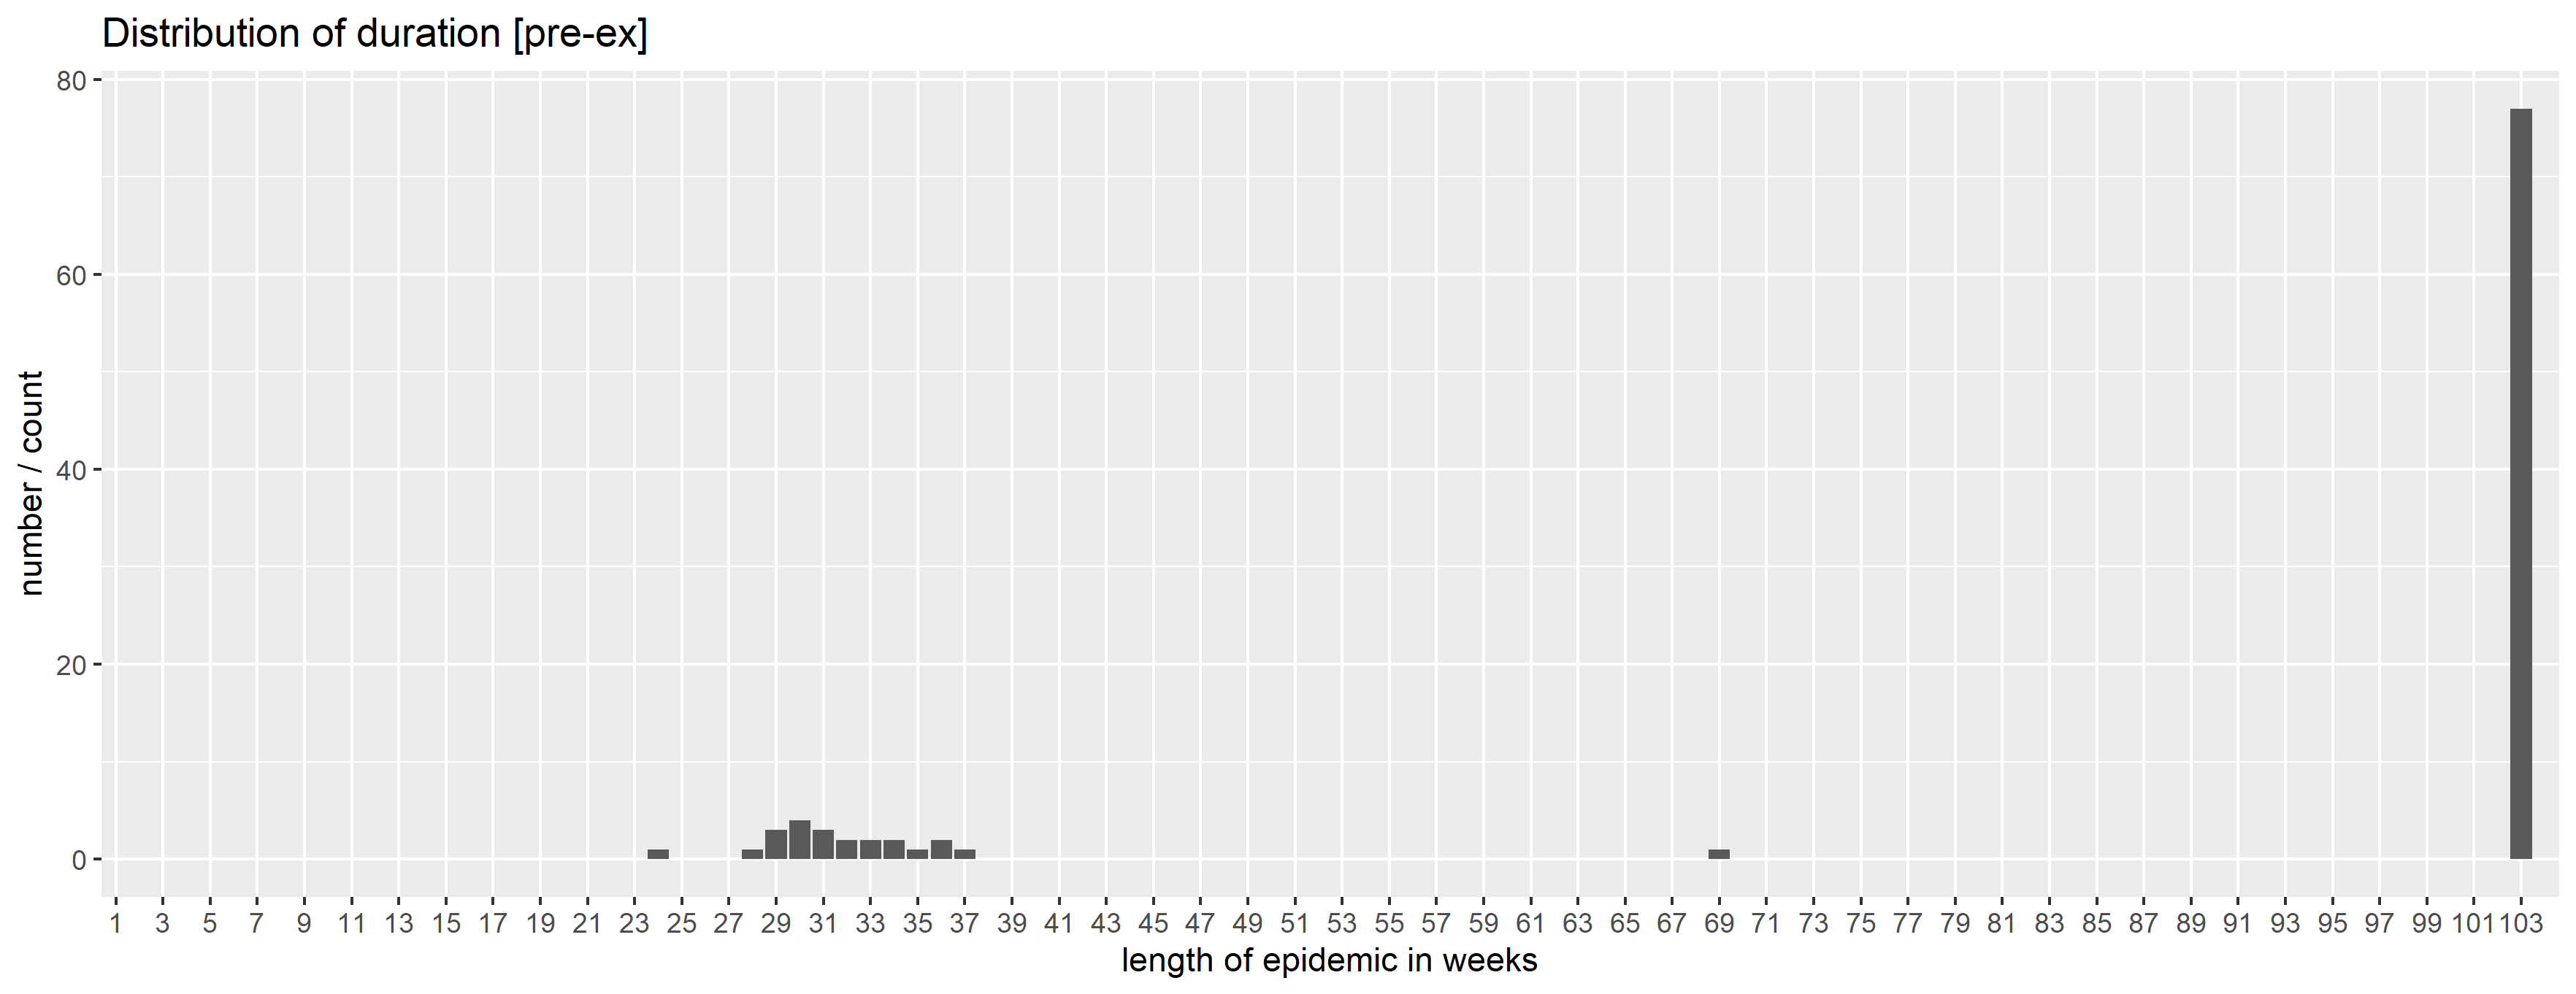 Distribution of duration [pre-ex]
80
60
40
20
0
number / count
1 3 5 7 9 11 13 15 17 19 21 23 25 27 29 31 33 35 37 39 41 43 45 47 49 51 53 55 57 59 61 63 65 67 69 71 73 75 77 79 81 83 85 87 89 91 93 95 97 99 101 103
length of epidemic in weeks